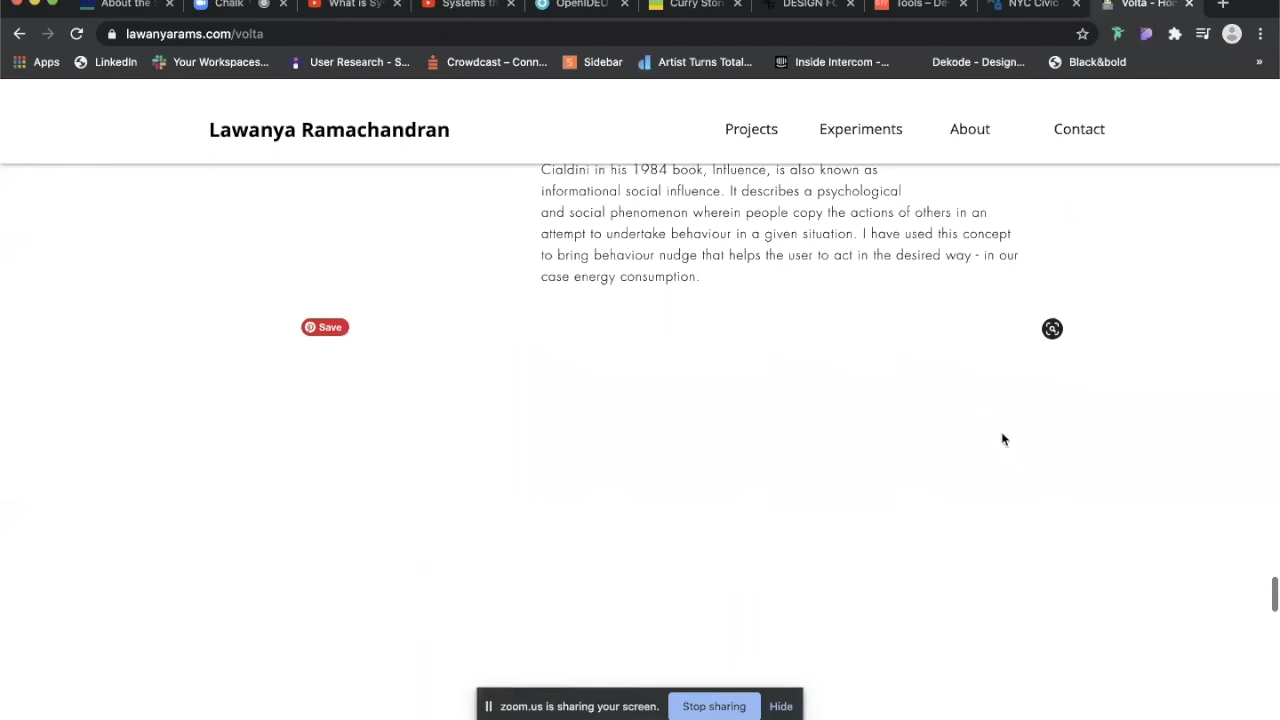 About the
Chalk
What is Sy
Systems th
OpenIDEO
Curry Sto
DESIGN FO
Tools – De
NYC Civic
Volta - Ho
lawanyarams.com/volta
Apps LinkedIn Your Workspaces... User Research - S... Crowdcast – Conn... Sidebar Artist Turns Total... Inside Intercom -... Dekode - Design... Black&bold »
Lawanya Ramachandran
Projects Experiments About Contact
Cialdini in his 1984 book, Influence, is also known as
informational social influence. It describes a psychological
and social phenomenon wherein people copy the actions of others in an
attempt to undertake behaviour in a given situation. I have used this concept
to bring behaviour nudge that helps the user to act in the desired way - in our
case energy consumption.
Save
zoom.us is sharing your screen. Stop sharing Hide